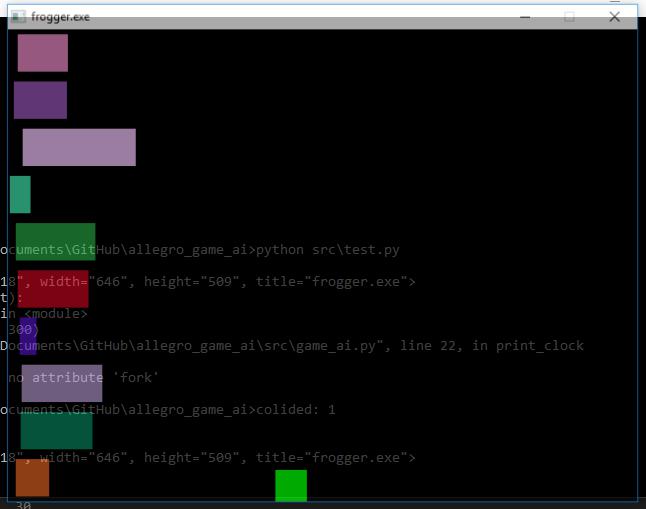 frogger.exe
ocuments\GitHub\allegro_game_ai>python src\test.py
18", width="646", height="509", title="frogger.exe">
t):
in <module>
300)
Documents\GitHub\allegro_game_ai\src\game_ai.py", line 22, in print_clock
no attribute 'fork'
ocuments\GitHub\allegro_game_ai>colided: 1
18", width="646", height="509", title="frogger.exe">
30